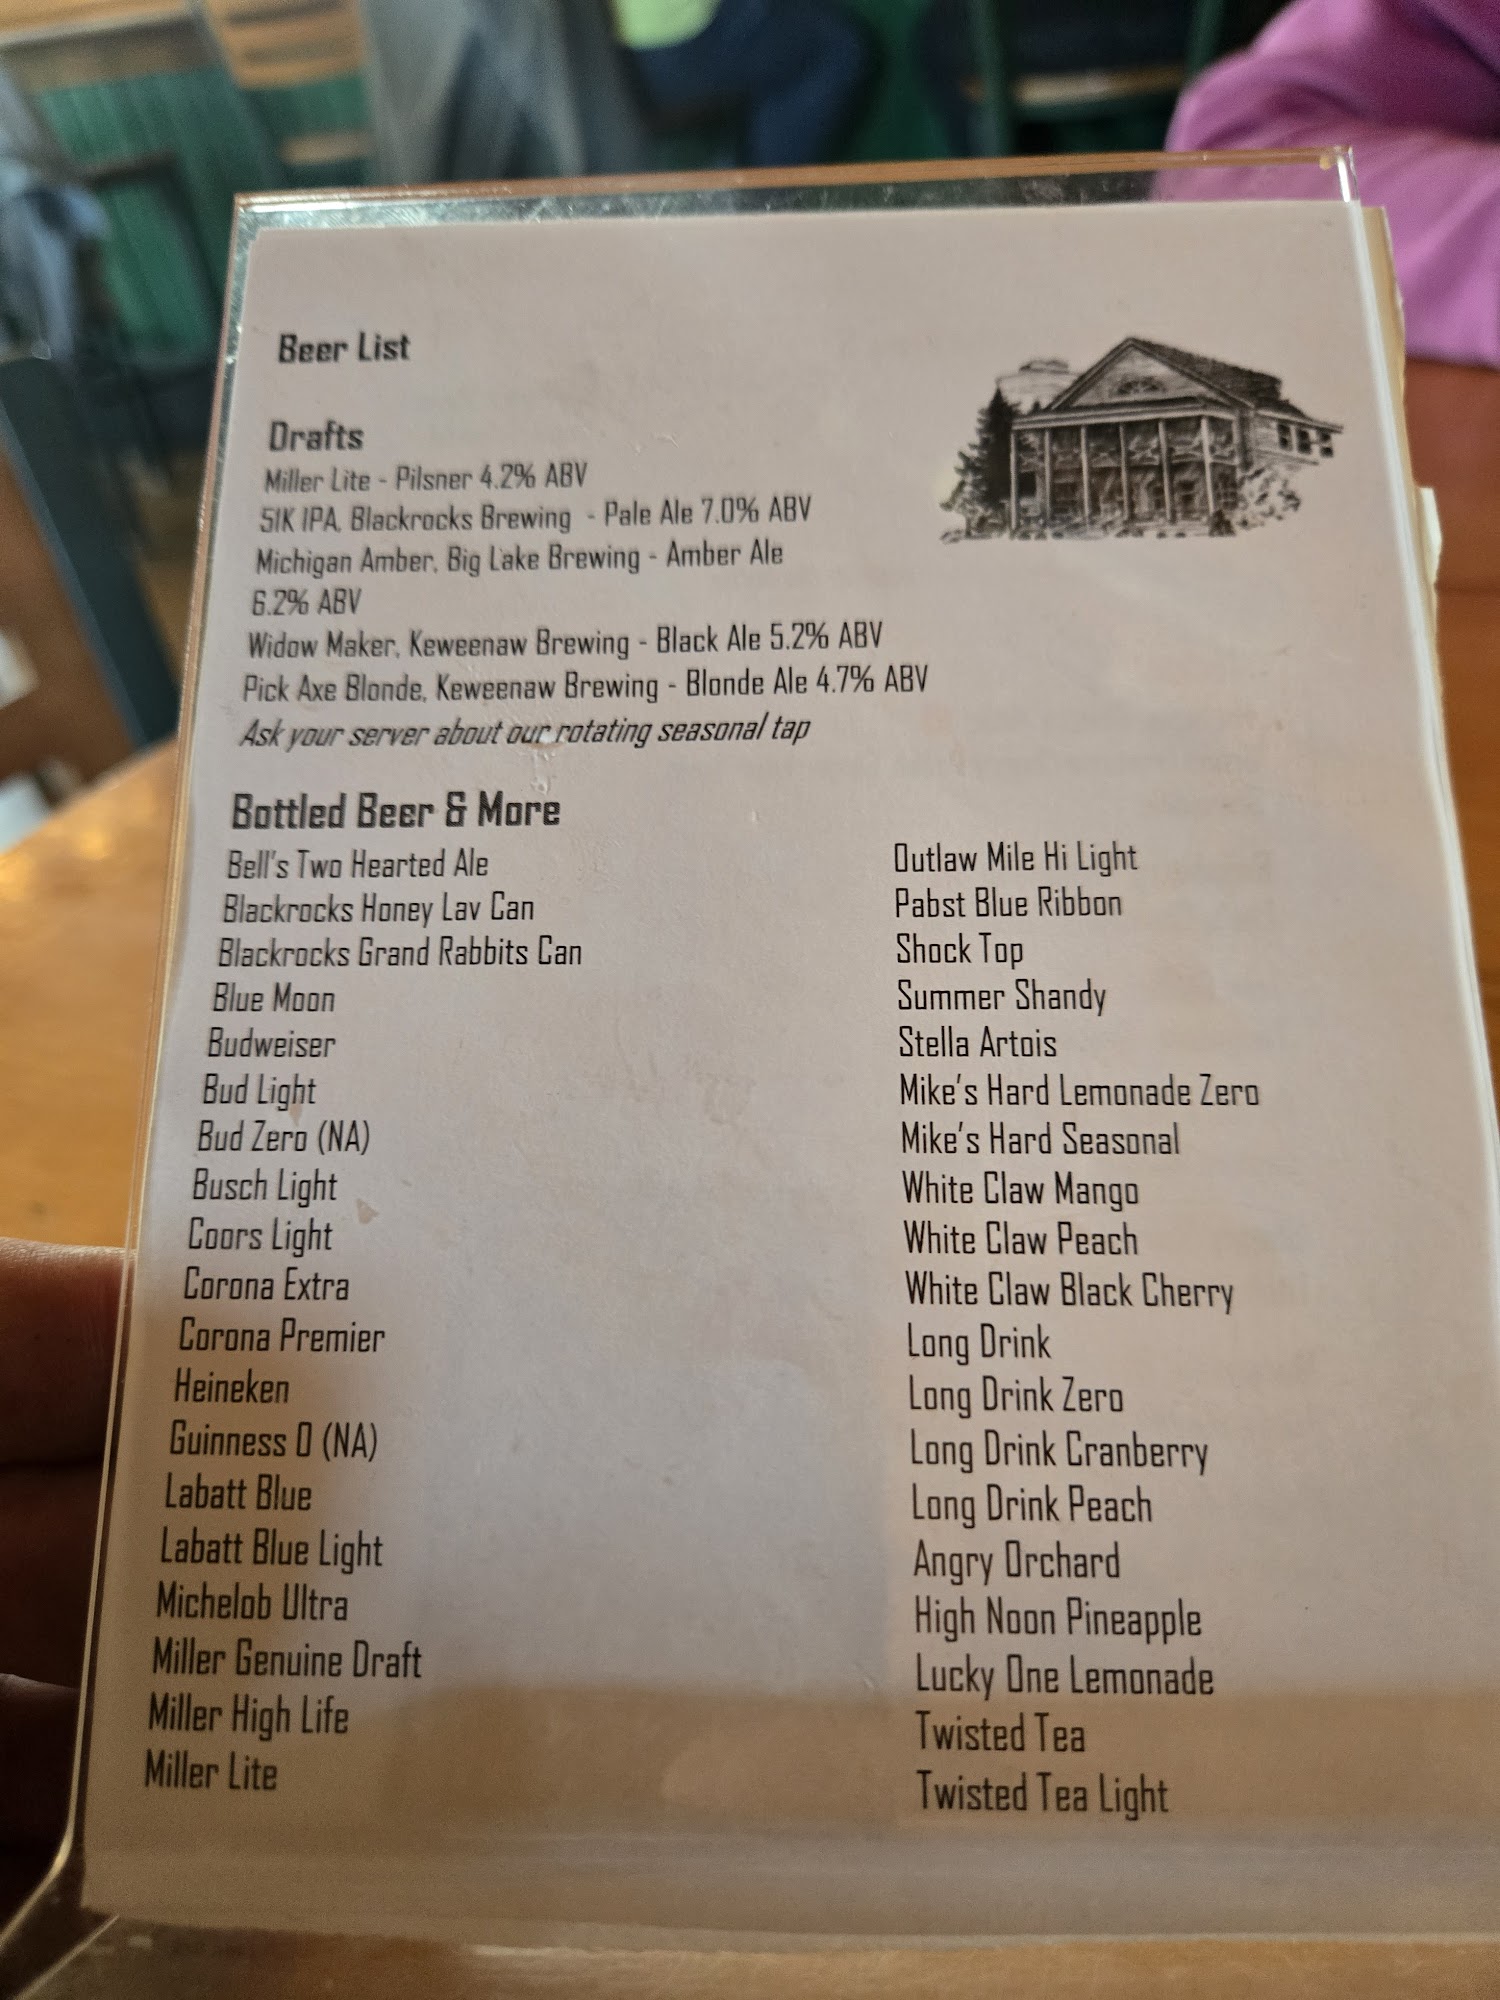 Beer List
Drafts
Miller Lite - Pilsner 4.2% ABV
51K IPA, Blackrocks Brewing - Pale Ale 7.0% ABV
Michigan Amber, Big Lake Brewing - Amber Ale
6.2% ABV
Widow Maker, Keweenaw Brewing - Black Ale 5.2% ABV
Pick Axe Blonde, Keweenaw Brewing - Blonde Ale 4.7% ABV
Ask your server about our rotating seasonal tap
Bottled Beer & More
Bell's Two Hearted Ale
Blackrocks Honey Lav Can
Blackrocks Grand Rabbits Can
Blue Moon
Budweiser
Bud Light
Bud Zero (NA)
Busch Light
Coors Light
Corona Extra
Corona Premier
Heineken
Guinness 0 (NA)
Labatt Blue
Labatt Blue Light
Michelob Ultra
Miller Genuine Draft
Miller High Life
Miller Lite
Outlaw Mile Hi Light
Pabst Blue Ribbon
Shock Top
Summer Shandy
Stella Artois
Mike's Hard Lemonade Zero
Mike's Hard Seasonal
White Claw Mango
White Claw Peach
White Claw Black Cherry
Long Drink
Long Drink Zero
Long Drink Cranberry
Long Drink Peach
Angry Orchard
High Noon Pineapple
Lucky One Lemonade
Twisted Tea
Twisted Tea Light